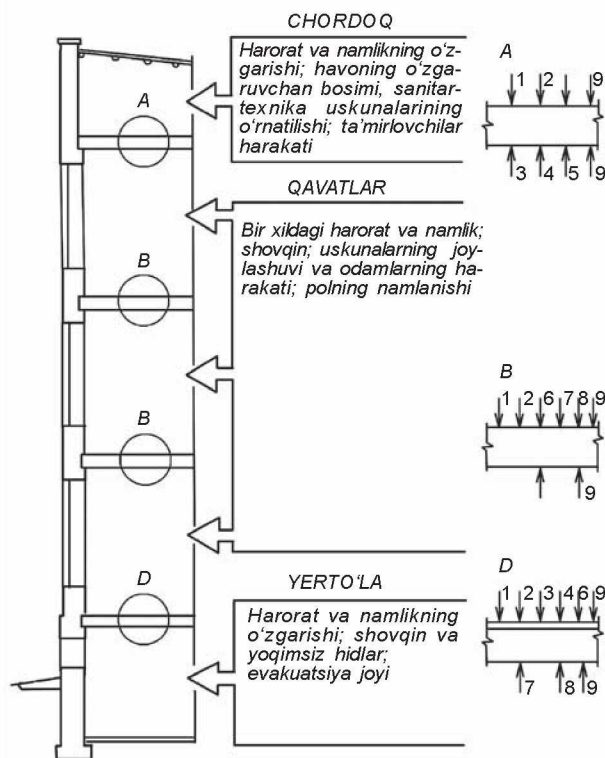 CHORDOQ
Harorat va namlikning o‘z-
garishi; havoning o‘zga-
ruvchan bosimi, sanitar-
texnika uskunalarining
o‘rnatilishi; ta’mirlovchilar
harakati
A
1 2 9
3 4 5 9
A
QAVATLAR
Bir xildagi harorat va namlik;
shovqin; uskunalarning joy-
lashuvi va odamlarning ha-
rakati; polning namlanishi
B
B
1 2 6 7 8 9
9
B
D
YERTO‘LA
Harorat va namlikning
o‘zgarishi; shovqin va
yoqimsiz hidlar;
evakuatsiya joyi
D
1 2 3 4 6 9
7 8 9